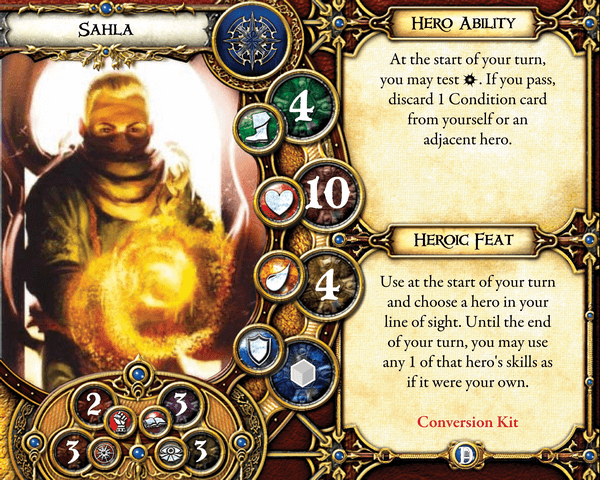 Sahla
4
10
4
2
3
3
3
Hero Ability
At the start of your turn,
you may test . If you pass,
discard 1 Condition card
from yourself or an
adjacent hero.
Heroic Feat
Use at the start of your turn
and choose a hero in your
line of sight. Until the end
of your turn, you may use
any 1 of that hero's skills as
if it were your own.
Conversion Kit
D